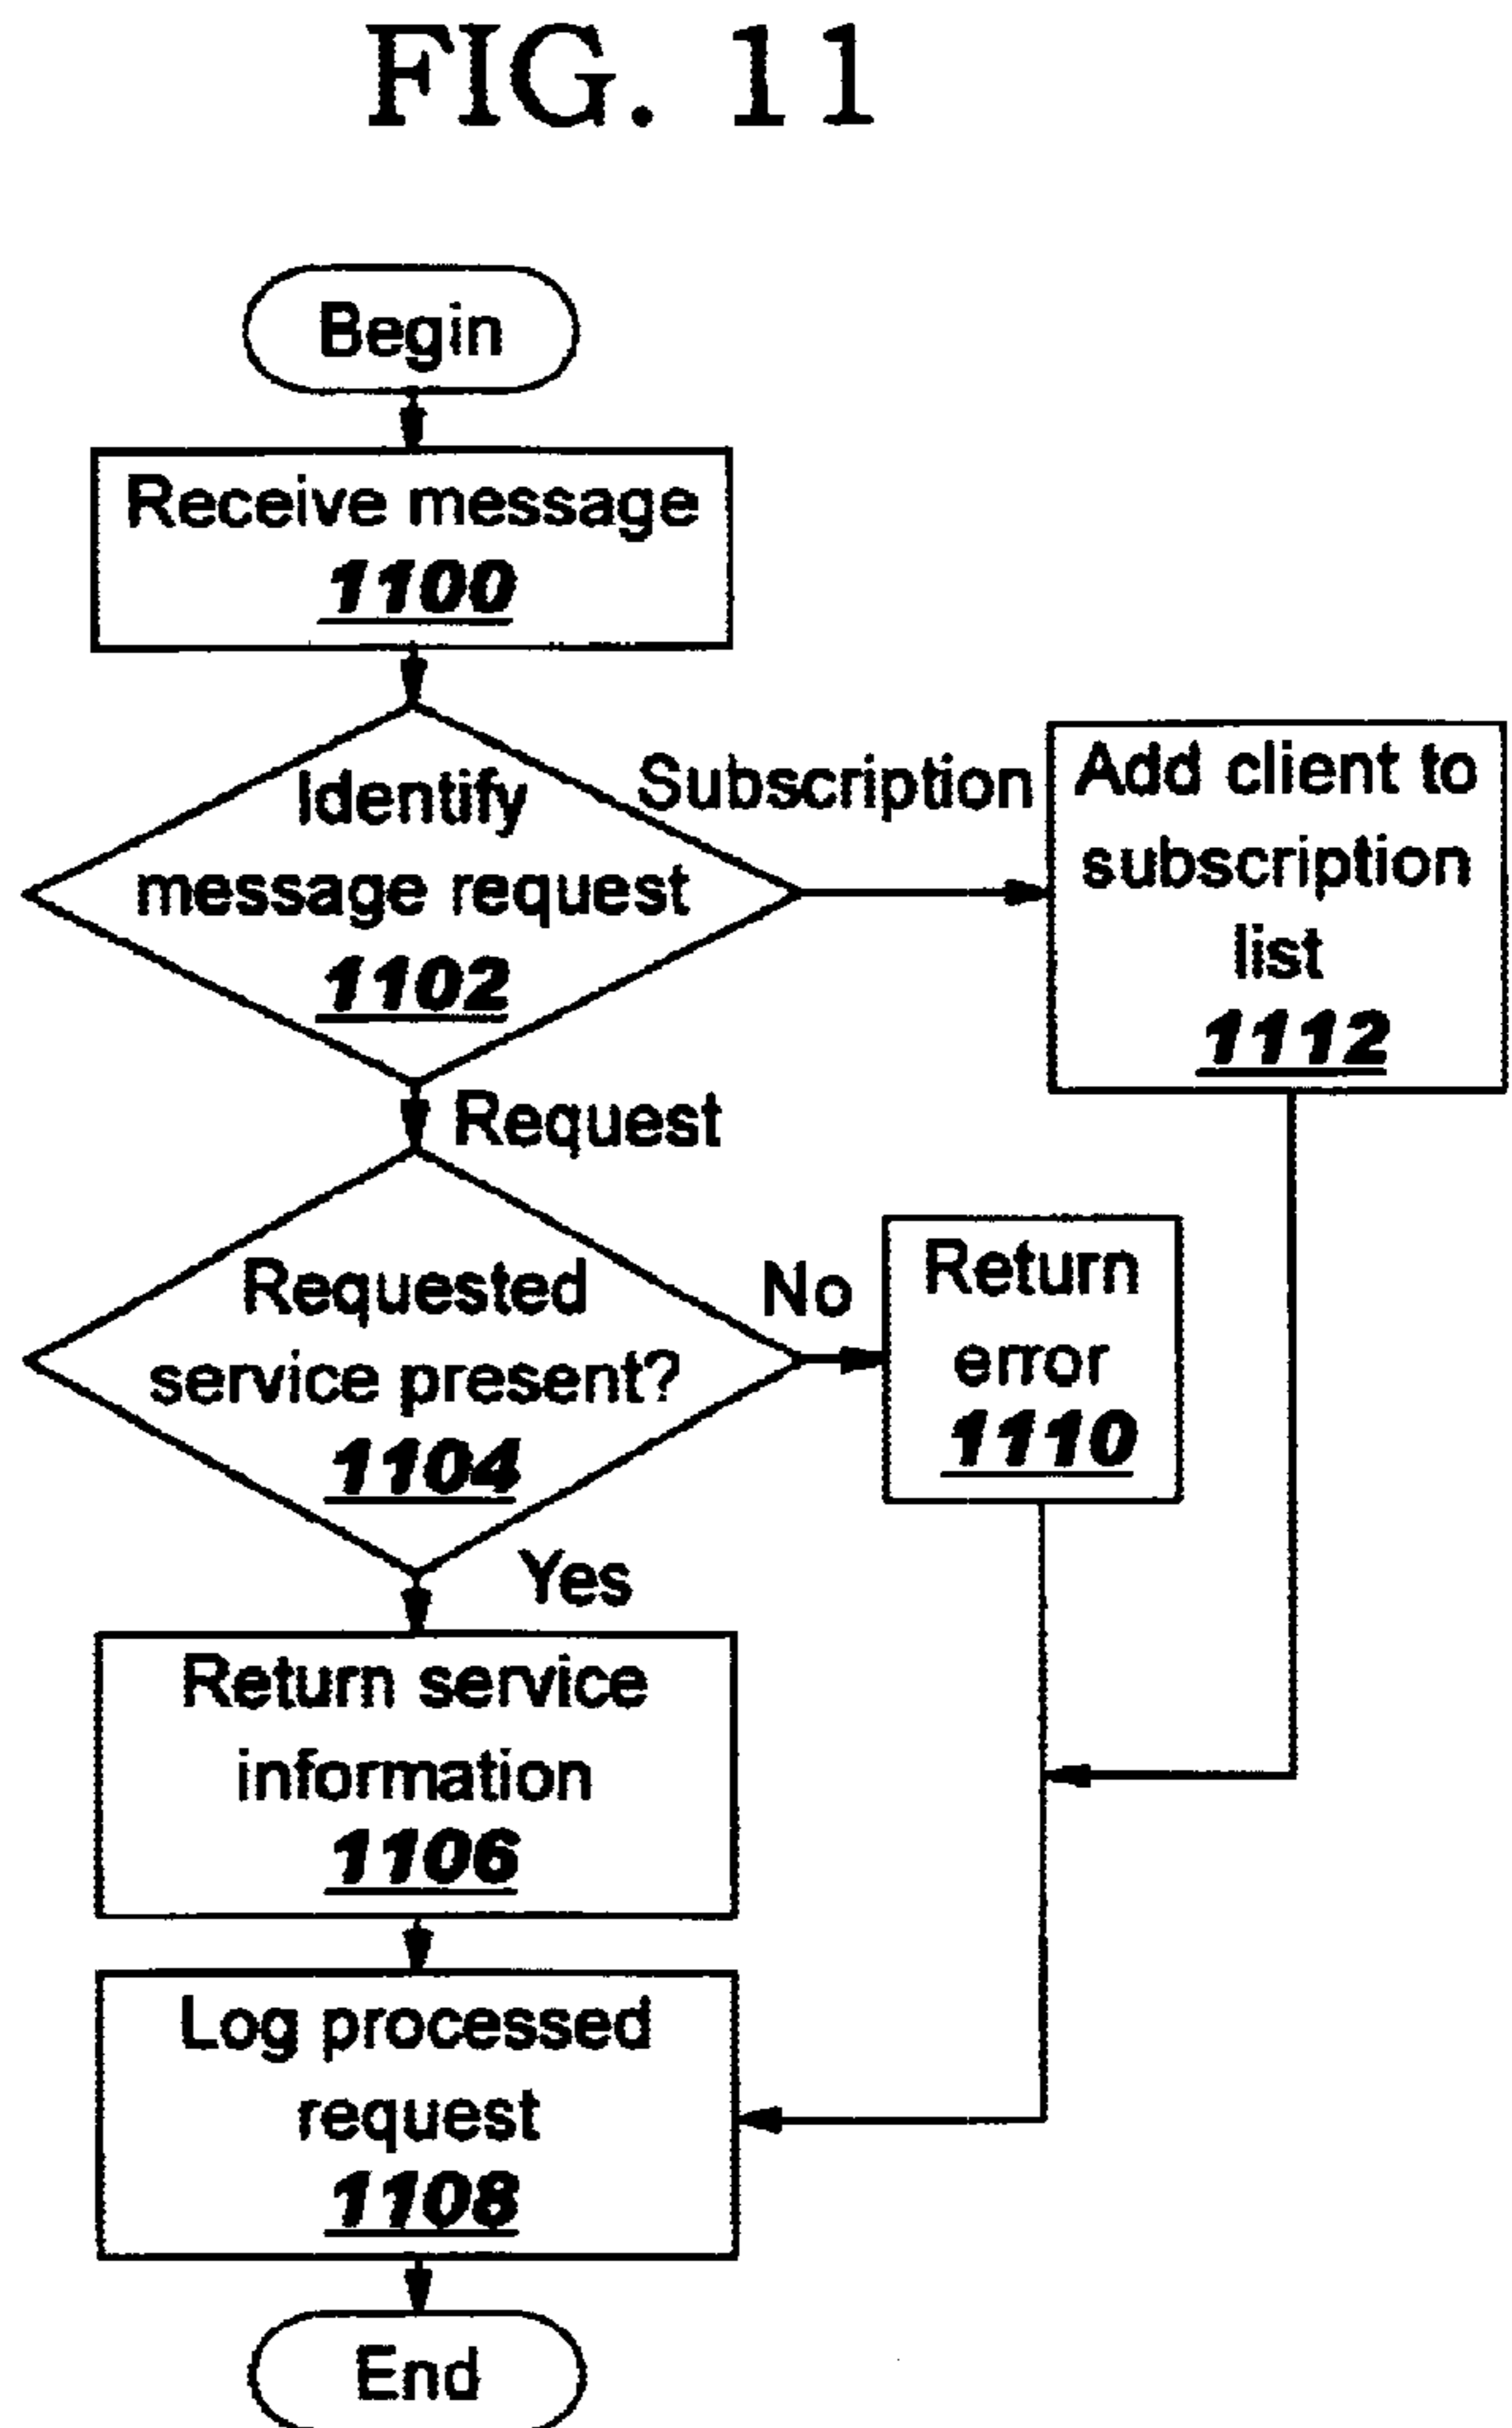 FIG. 11
Begin
Receive message
1100
Identify
message request
1102
Subscription
Add client to
subscription
list
1112
Request
Requested
service present?
1104
No
Return
error
1110
Yes
Return service
information
1106
Log processed
request
1108
End